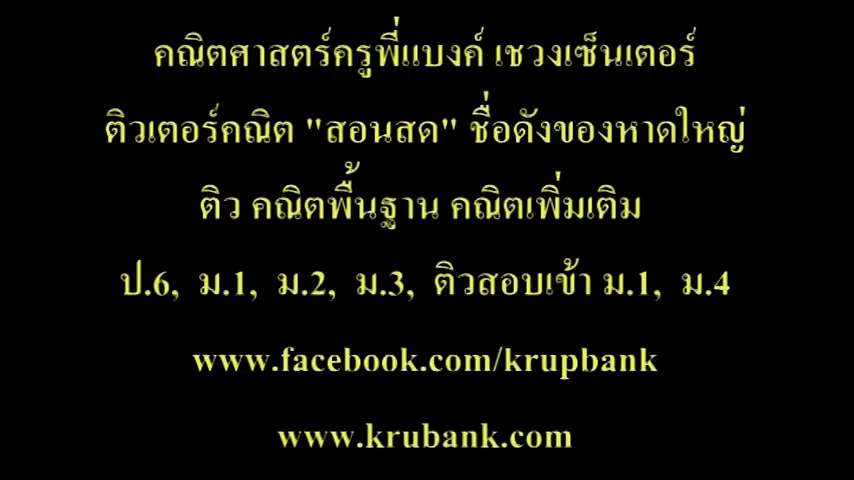 คณิตศาสตร์ครูพี่แบงค์ เชวงเซ็นเตอร์
ติวเตอร์คณิต "สอนสด" ชื่อดังของหาดใหญ่
ติว คณิตพื้นฐาน คณิตเพิ่มเติม
ป.6, ม.1, ม.2, ม.3, ติวสอบเข้า ม.1, ม.4
www.facebook.com/krupbank
www.krubank.com